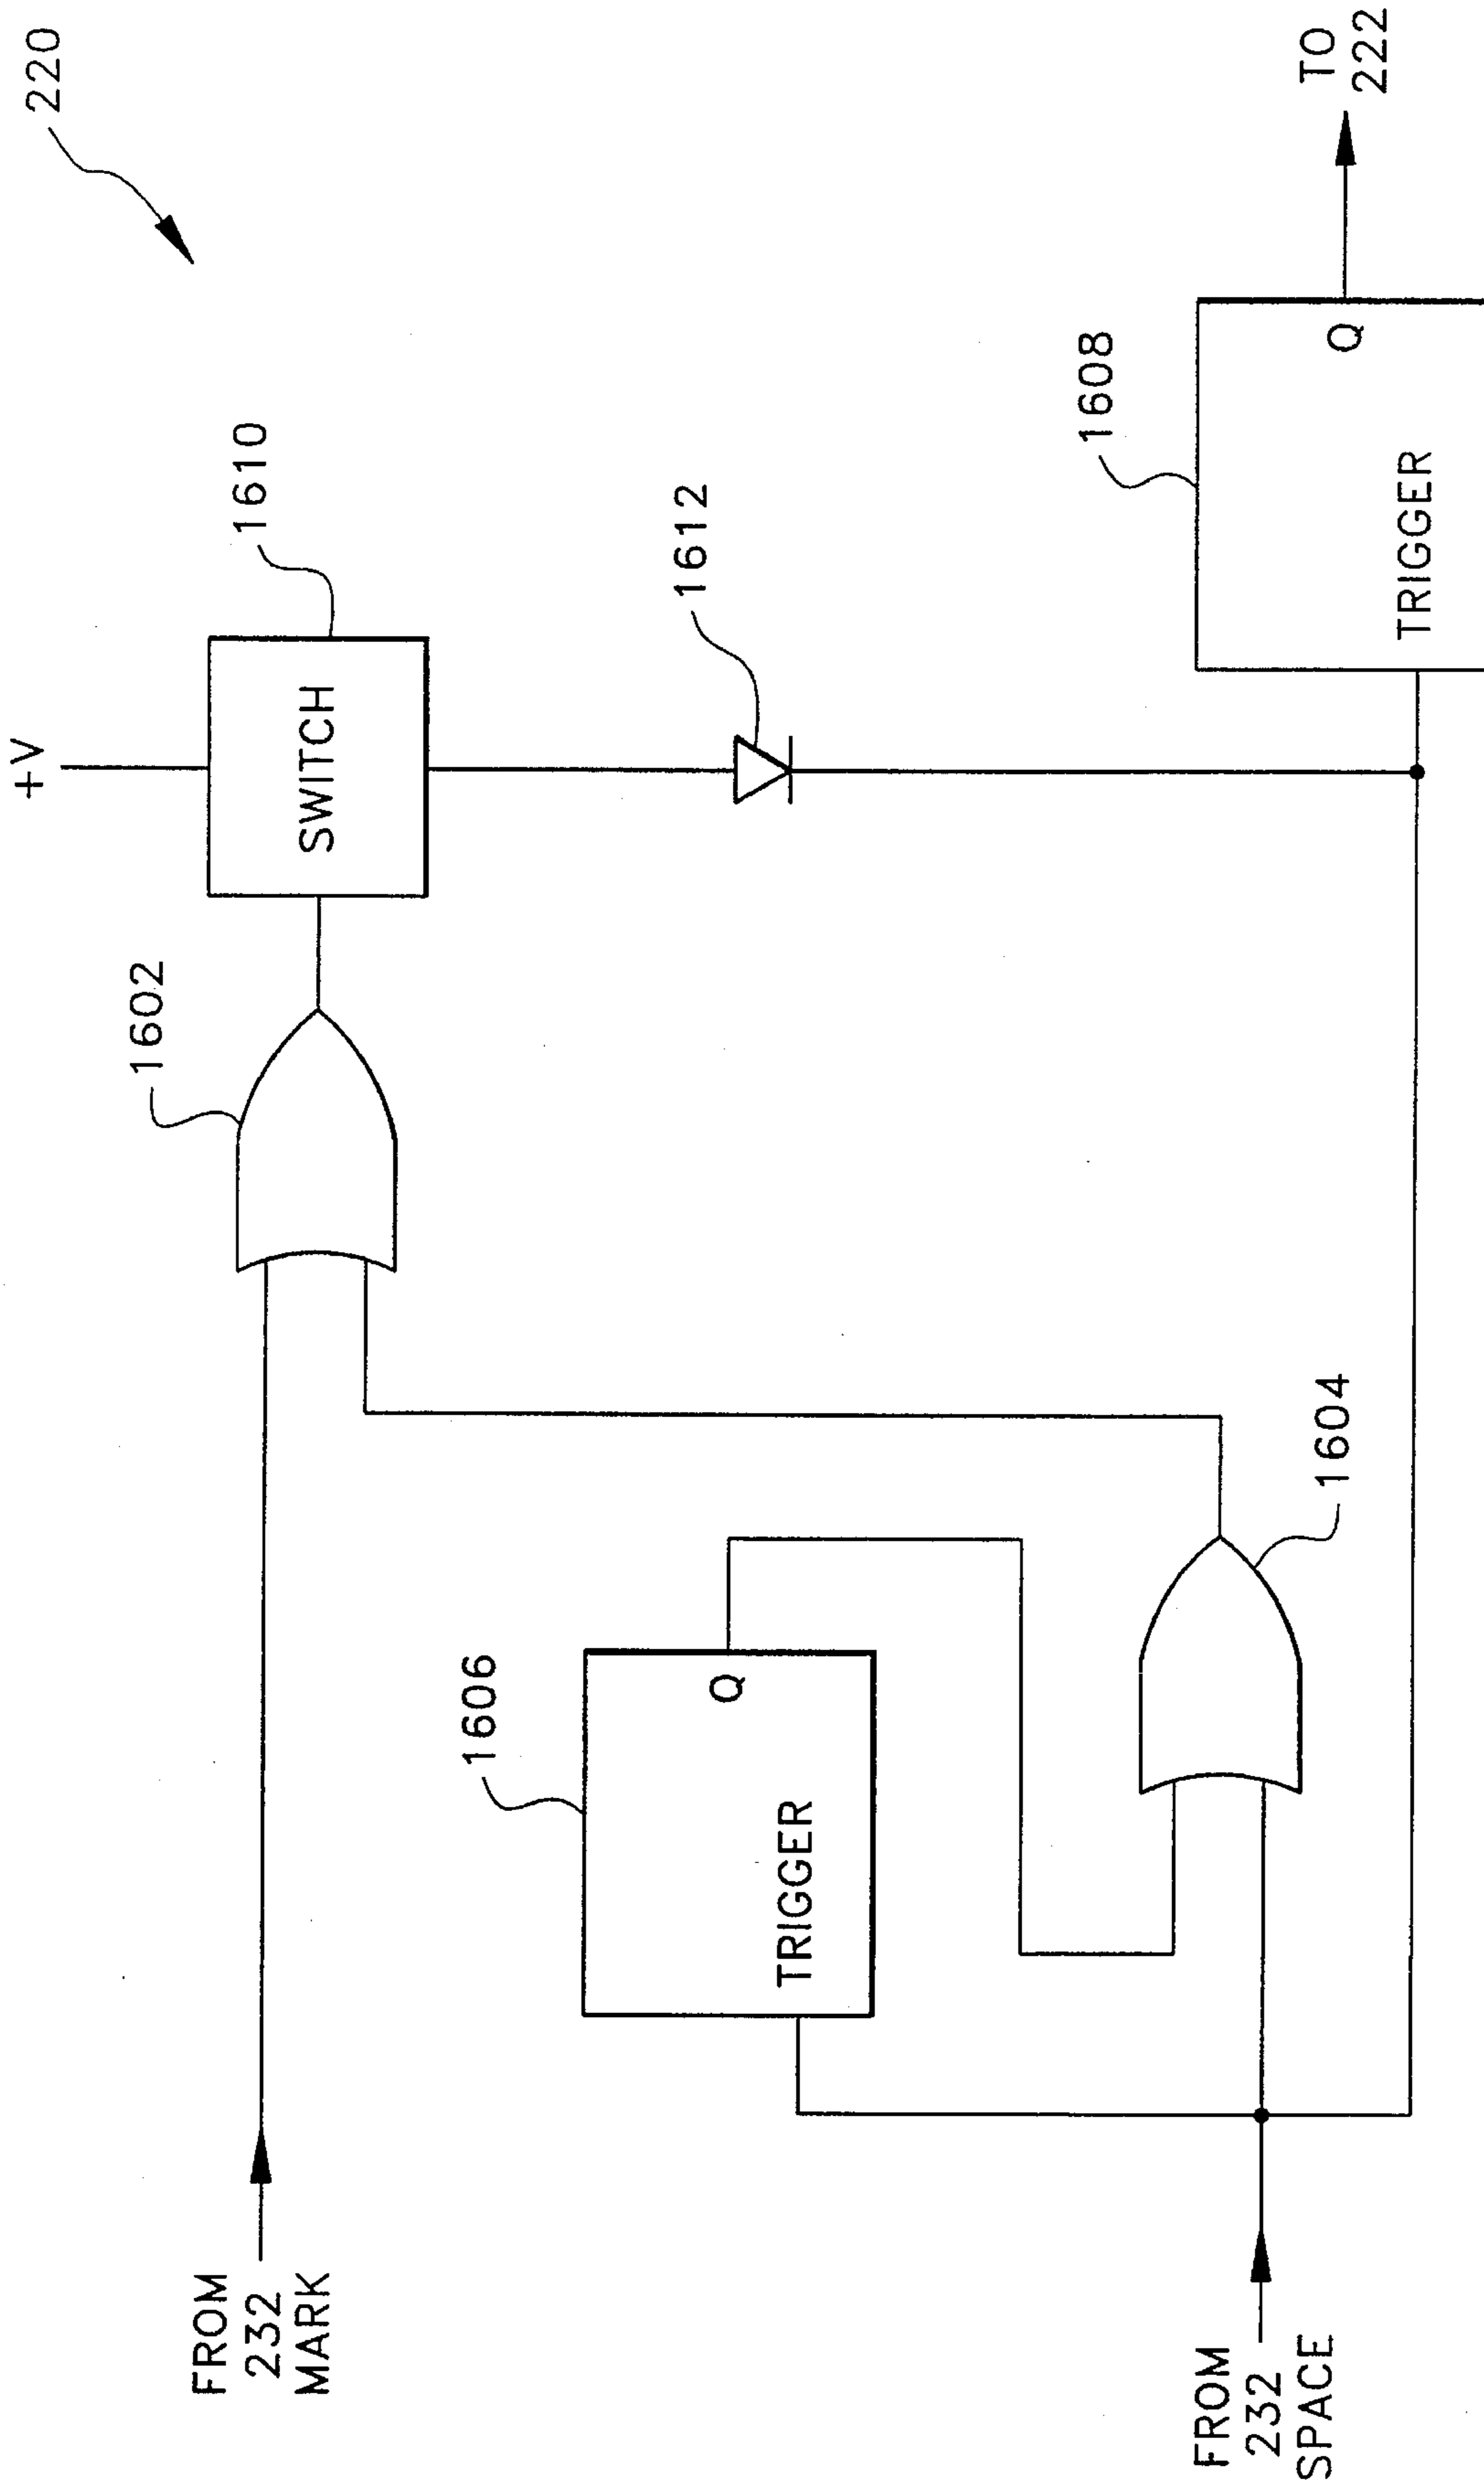 220
+V
SWITCH
1610
1602
FROM
232
MARK
1612
1606
TRIGGER
Q
1604
1608
TRIGGER
Q
TO
222
FROM
232
SPACE